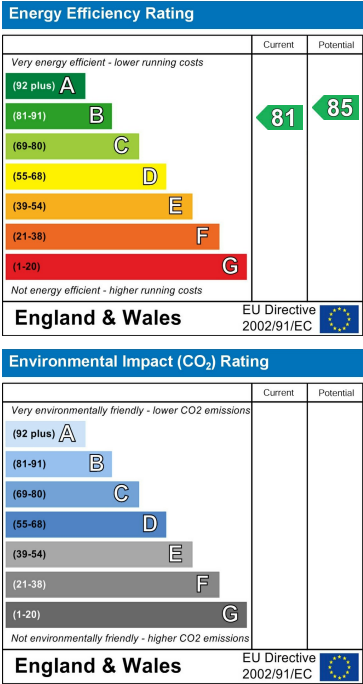 Energy Efficiency Rating
Current Potential
Very energy efficient - lower running costs
(92 plus) A
(81-91) B
81 85
(69-80) C
(55-68) D
(39-54) E
(21-38) F
(1-20) G
Not energy efficient - higher running costs
England & Wales
EU Directive
2002/91/EC
Environmental Impact (CO₂) Rating
Current Potential
Very environmentally friendly - lower CO2 emissions
(92 plus) A
(81-91) B
(69-80) C
(55-68) D
(39-54) E
(21-38) F
(1-20) G
Not environmentally friendly - higher CO2 emissions
England & Wales
EU Directive
2002/91/EC